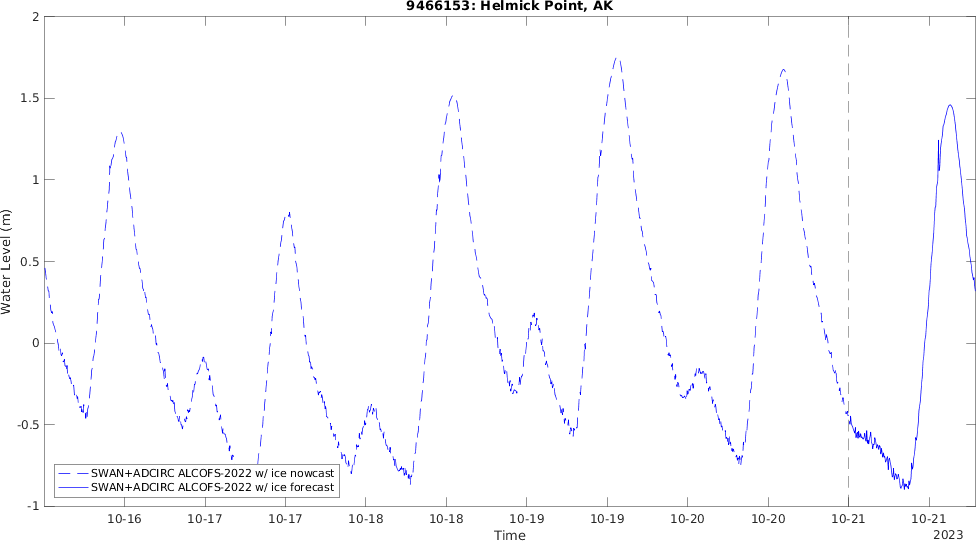 9466153: Helmick Point, AK
2
1.5
1
0.5
0
-0.5
-1
Water Level (m)
SWAN+ADCIRC ALCOFS-2022 w/ ice nowcast
SWAN+ADCIRC ALCOFS-2022 w/ ice forecast
10-16 10-17 10-17 10-18 10-18 10-19 10-19 10-20 10-20 10-21 10-21
Time
2023